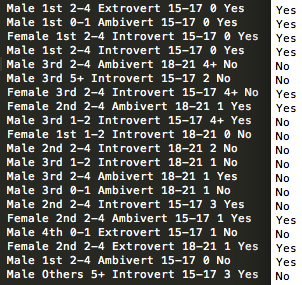 Male 1st 2-4 Extrovert 15-17 0 Yes Yes
Male 1st 0-1 Ambivert 15-17 0 Yes Yes
Female 1st 2-4 Introvert 15-17 0 Yes Yes
Male 1st 2-4 Introvert 15-17 0 Yes Yes
Male 3rd 2-4 Ambivert 18-21 4+ No No
Male 3rd 5+ Introvert 15-17 2 No No
Female 3rd 2-4 Introvert 15-17 4+ No Yes
Female 2nd 2-4 Ambivert 18-21 1 Yes Yes
Male 3rd 1-2 Introvert 15-17 4+ Yes No
Female 1st 1-2 Introvert 18-21 0 No No
Male 2nd 2-4 Introvert 18-21 2 No No
Male 3rd 1-2 Introvert 18-21 1 No No
Male 3rd 2-4 Ambivert 18-21 1 Yes No
Male 3rd 0-1 Ambivert 18-21 1 No No
Male 2nd 2-4 Introvert 15-17 3 Yes No
Female 2nd 2-4 Ambivert 15-17 1 Yes Yes
Male 4th 0-1 Extrovert 15-17 1 No No
Female 2nd 2-4 Extrovert 18-21 1 Yes Yes
Male 1st 2-4 Ambivert 15-17 0 No Yes
Male Others 5+ Introvert 15-17 3 Yes No